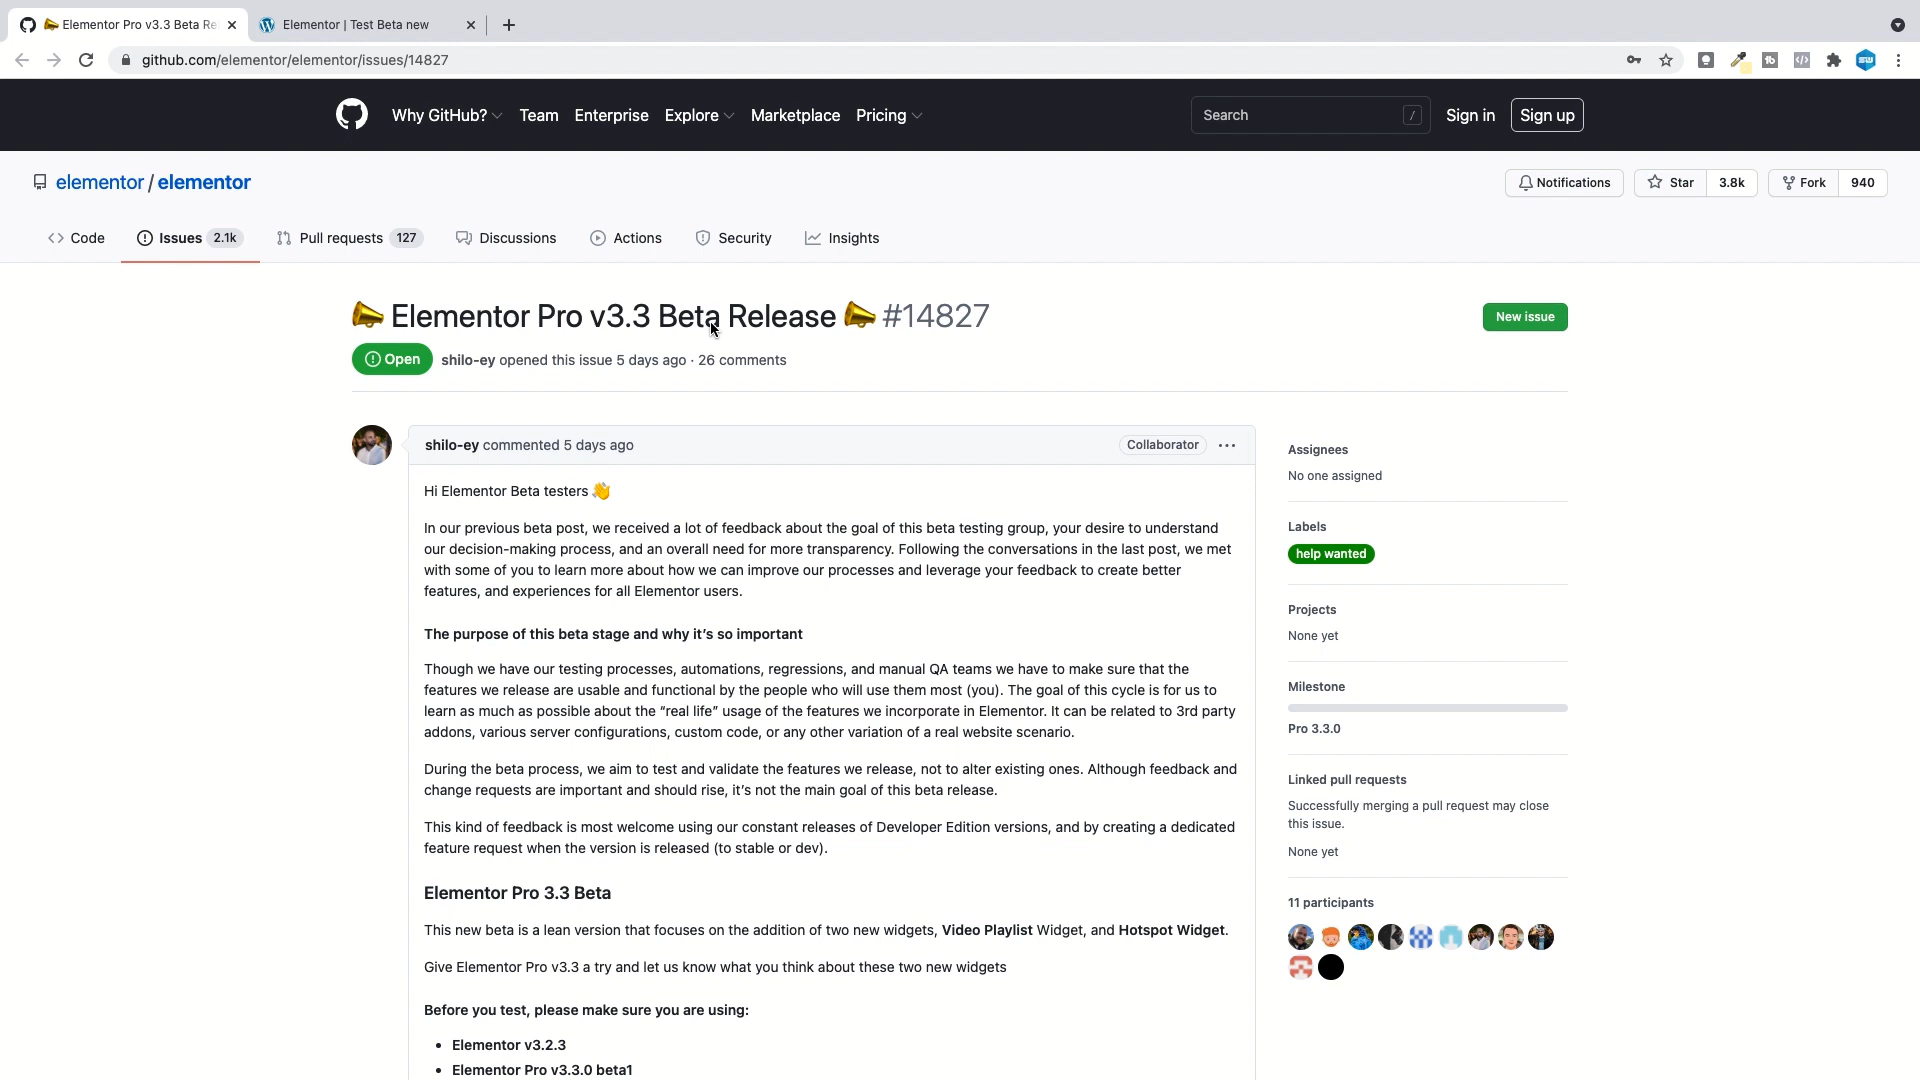 Elementor Pro v3.3 Beta Re
Elementor | Test Beta new
github.com/elementor/elementor/issues/14827
Why GitHub? Team Enterprise Explore Marketplace Pricing Search / Sign in Sign up
elementor / elementor Notifications Star 3.8k Fork 940
Code Issues 2.1k Pull requests 127 Discussions Actions Security Insights
Elementor Pro v3.3 Beta Release #14827
New issue
Open shilo-ey opened this issue 5 days ago · 26 comments
shilo-ey commented 5 days ago Collaborator ···
Hi Elementor Beta testers 👋
In our previous beta post, we received a lot of feedback about the goal of this beta testing group, your desire to understand
our decision-making process, and an overall need for more transparency. Following the conversations in the last post, we met
with some of you to learn more about how we can improve our processes and leverage your feedback to create better
features, and experiences for all Elementor users.
The purpose of this beta stage and why it's so important
Though we have our testing processes, automations, regressions, and manual QA teams we have to make sure that the
features we release are usable and functional by the people who will use them most (you). The goal of this cycle is for us to
learn as much as possible about the “real life” usage of the features we incorporate in Elementor. It can be related to 3rd party
addons, various server configurations, custom code, or any other variation of a real website scenario.
During the beta process, we aim to test and validate the features we release, not to alter existing ones. Although feedback and
change requests are important and should rise, it's not the main goal of this beta release.
This kind of feedback is most welcome using our constant releases of Developer Edition versions, and by creating a dedicated
feature request when the version is released (to stable or dev).
Elementor Pro 3.3 Beta
This new beta is a lean version that focuses on the addition of two new widgets, Video Playlist Widget, and Hotspot Widget.
Give Elementor Pro v3.3 a try and let us know what you think about these two new widgets
Before you test, please make sure you are using:
• Elementor v3.2.3
• Elementor Pro v3.3.0 beta1
Assignees
No one assigned
Labels
help wanted
Projects
None yet
Milestone
Pro 3.3.0
Linked pull requests
Successfully merging a pull request may close
this issue.
None yet
11 participants